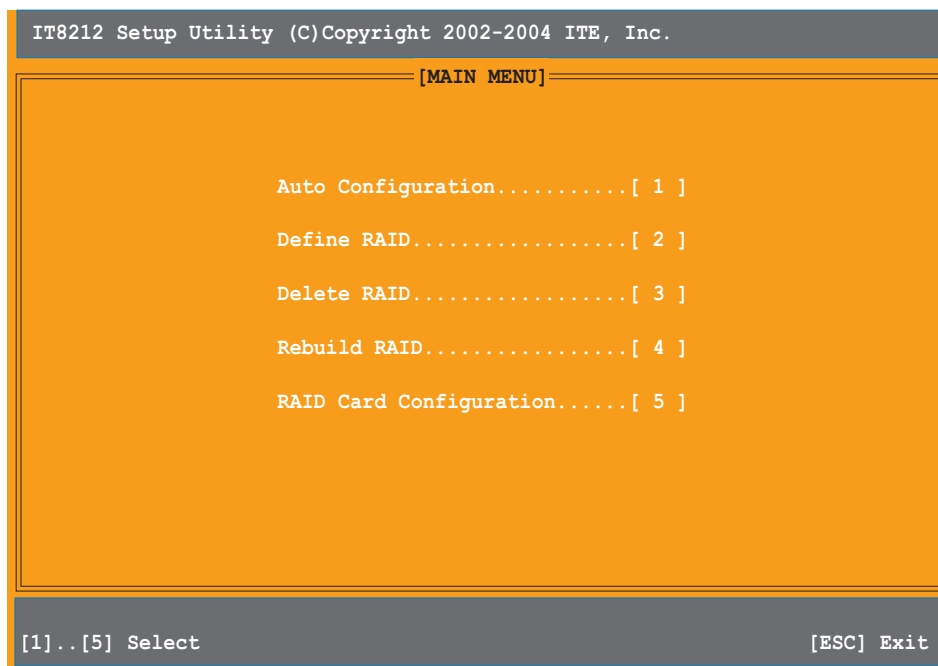 IT8212 Setup Utility (C)Copyright 2002-2004 ITE, Inc.
[MAIN MENU]
Auto Configuration...........[ 1 ]
Define RAID..................[ 2 ]
Delete RAID..................[ 3 ]
Rebuild RAID.................[ 4 ]
RAID Card Configuration......[ 5 ]
[1]..[5] Select [ESC] Exit